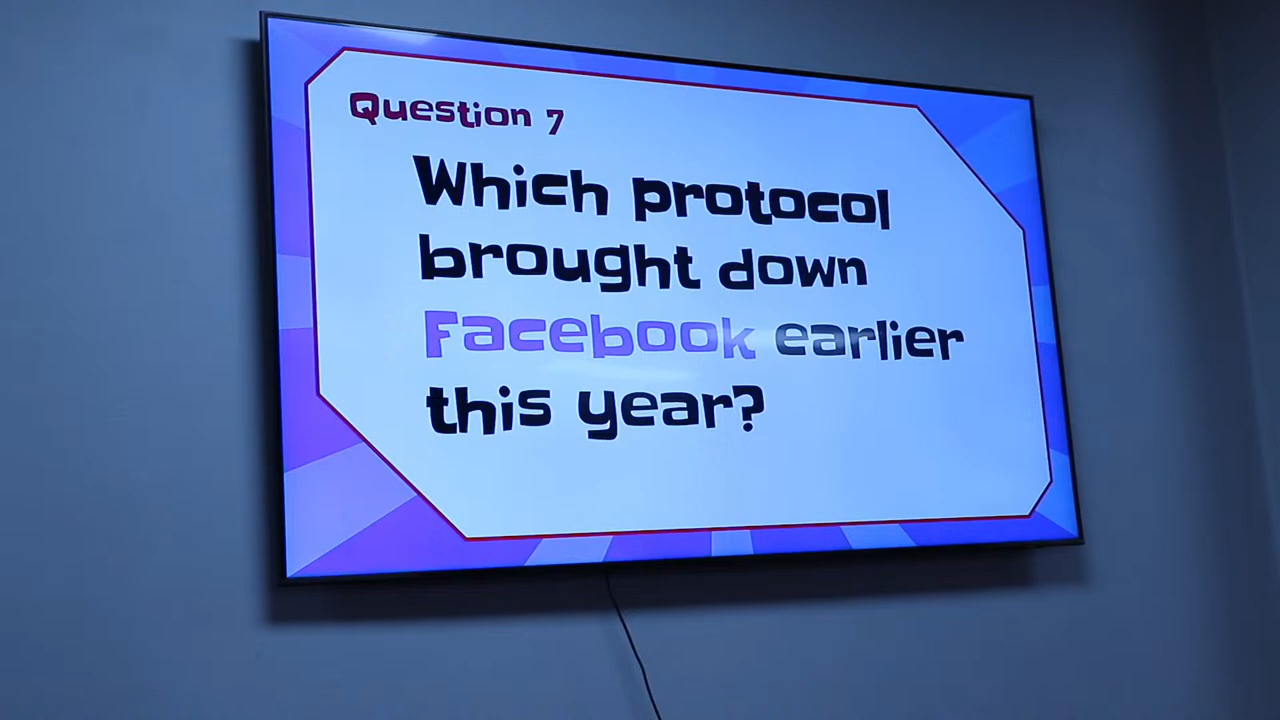 Question 7
Which protocol
brought down
Facebook earlier
this year?